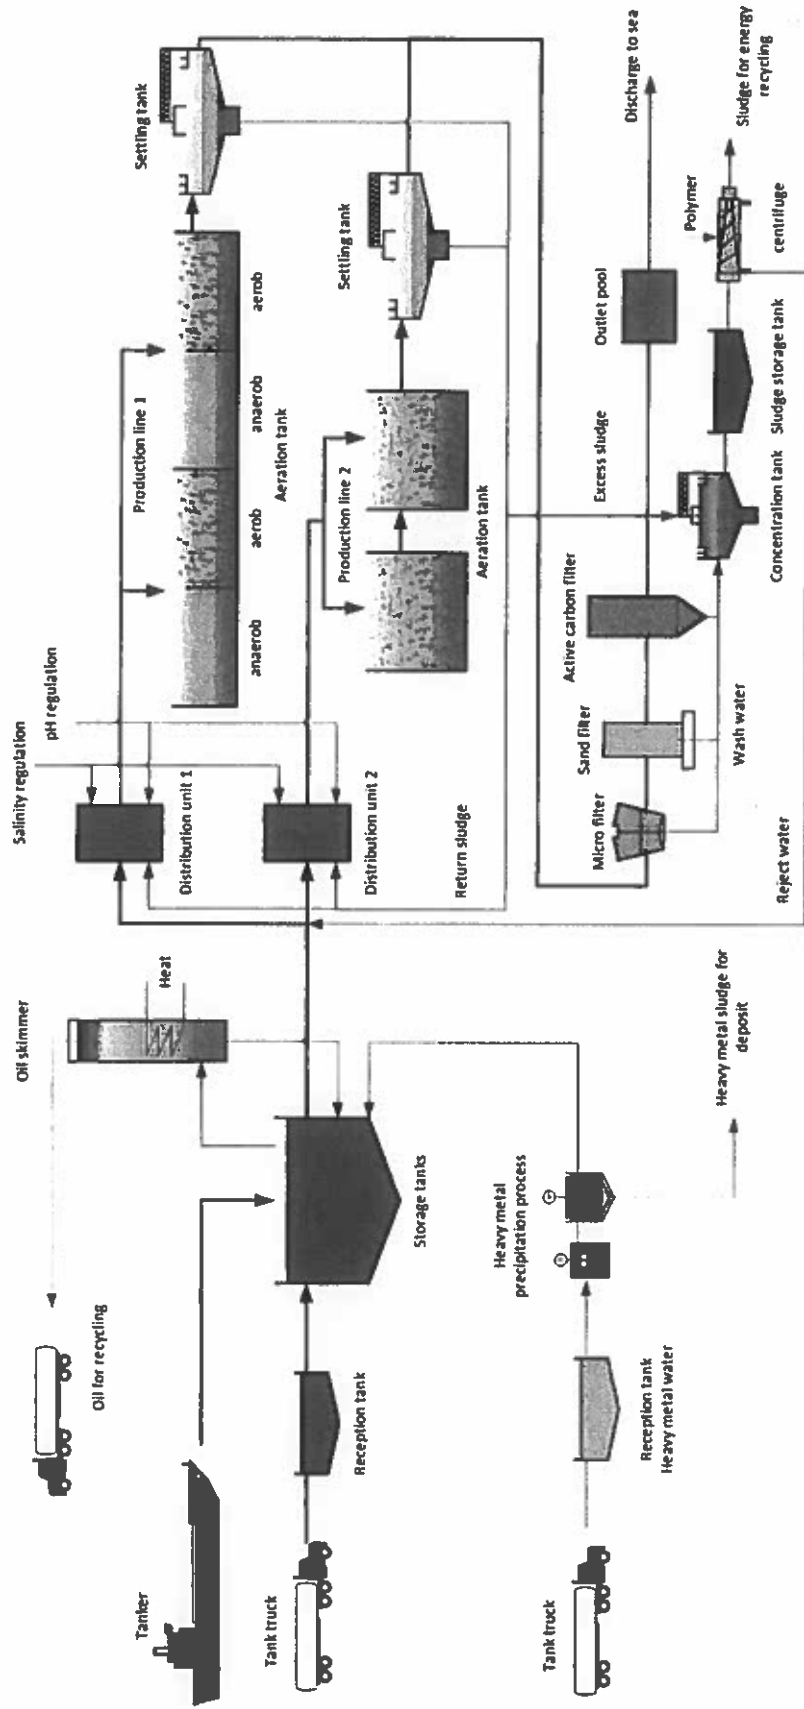 Tanker
Oil for recycling
Oil skimmer
Heat
Tank truck
Reception tank
Storage tanks
Tank truck
Reception tank
Heavy metal water
Heavy metal
precipitation process
Heavy metal sludge for
deposit
Salinity regulation
pH regulation
Distribution unit 1
Distribution unit 2
Return sludge
Production line 1
anaerob
aerob
anaerob
aerob
Aeration tank
Settling tank
Production line 2
Aeration tank
Settling tank
Micro filter
Sand filter
Active carbon filter
Excess sludge
Outlet pool
Discharge to sea
Wash water
Concentration tank
Sludge storage tank
Polymer
centrifuge
Sludge for energy
recycling
Reject water